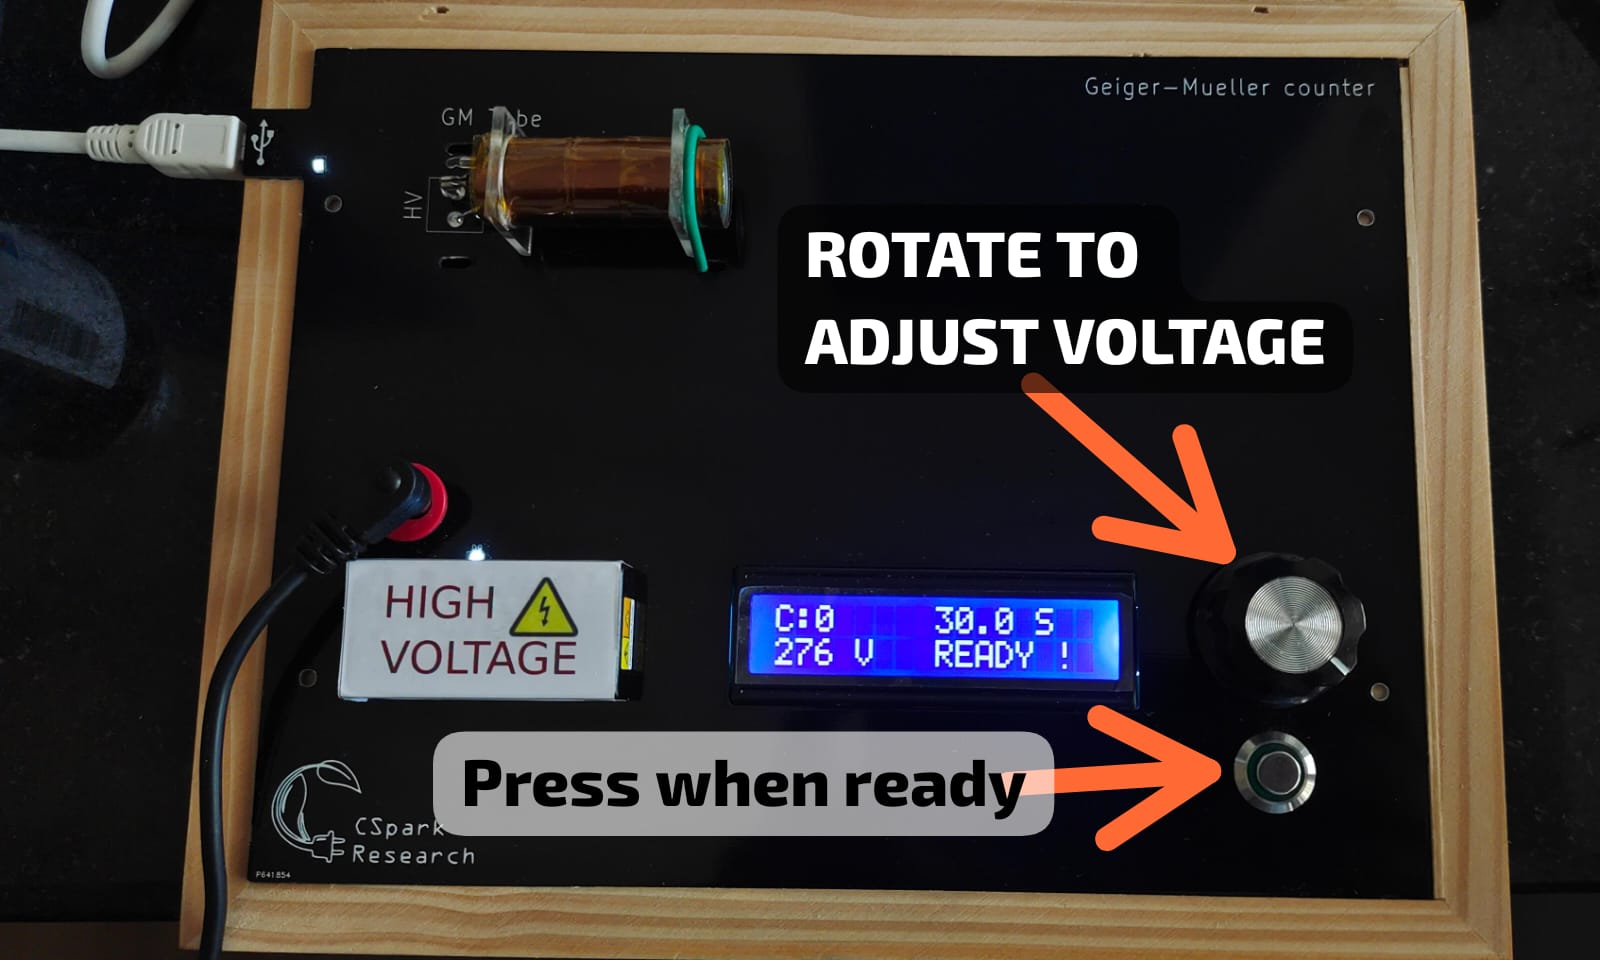 Geiger-Mueller counter
GM Tube
HV
ROTATE TO
ADJUST VOLTAGE
HIGH
VOLTAGE
C:0 30.0 S
276 V READY !
Press when ready
CSpark
Research
P641854